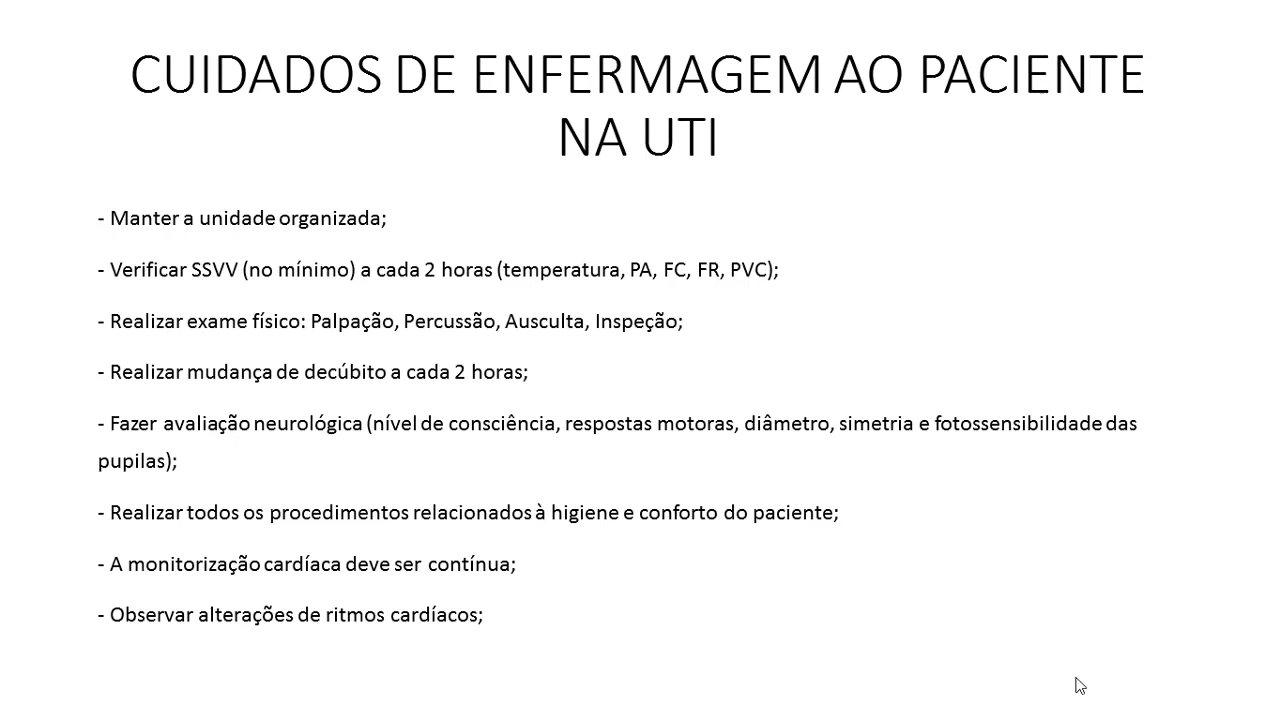 CUIDADOS DE ENFERMAGEM AO PACIENTE
NA UTI
- Manter a unidade organizada;
- Verificar SSVV (no mínimo) a cada 2 horas (temperatura, PA, FC, FR, PVC);
- Realizar exame físico: Palpação, Percussão, Ausculta, Inspeção;
- Realizar mudança de decúbito a cada 2 horas;
- Fazer avaliação neurológica (nível de consciência, respostas motoras, diâmetro, simetria e fotossensibilidade das
pupilas);
- Realizar todos os procedimentos relacionados à higiene e conforto do paciente;
- A monitorização cardíaca deve ser contínua;
- Observar alterações de ritmos cardíacos;